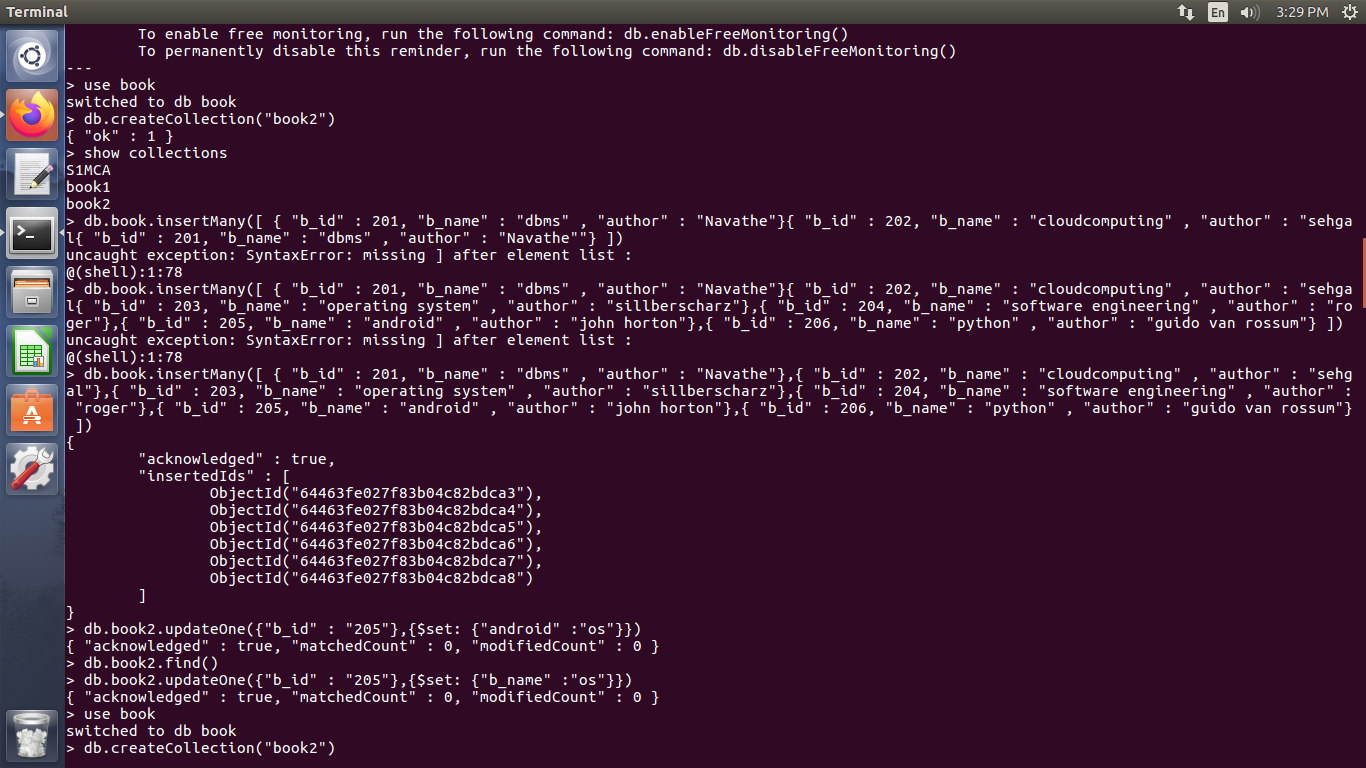 Terminal
En
3:29 PM
To enable free monitoring, run the following command: db.enableFreeMonitoring()
To permanently disable this reminder, run the following command: db.disableFreeMonitoring()
---
> use book
switched to db book
> db.createCollection("book2")
{ "ok" : 1 }
> show collections
S1MCA
book1
book2
> db.book.insertMany([ { "b_id" : 201, "b_name" : "dbms" , "author" : "Navathe"}{ "b_id" : 202, "b_name" : "cloudcomputing" , "author" : "sehga
l{ "b_id" : 201, "b_name" : "dbms" , "author" : "Navathe""} ])
uncaught exception: SyntaxError: missing ] after element list :
@(shell):1:78
> db.book.insertMany([ { "b_id" : 201, "b_name" : "dbms" , "author" : "Navathe"}{ "b_id" : 202, "b_name" : "cloudcomputing" , "author" : "sehga
l{ "b_id" : 203, "b_name" : "operating system" , "author" : "sillberscharz"},{ "b_id" : 204, "b_name" : "software engineering" , "author" : "ro
ger"},{ "b_id" : 205, "b_name" : "android" , "author" : "john horton"},{ "b_id" : 206, "b_name" : "python" , "author" : "guido van rossum"} ])
uncaught exception: SyntaxError: missing ] after element list :
@(shell):1:78
> db.book.insertMany([ { "b_id" : 201, "b_name" : "dbms" , "author" : "Navathe"},{ "b_id" : 202, "b_name" : "cloudcomputing" , "author" : "sehg
al"},{ "b_id" : 203, "b_name" : "operating system" , "author" : "sillberscharz"},{ "b_id" : 204, "b_name" : "software engineering" , "author" :
"roger"},{ "b_id" : 205, "b_name" : "android" , "author" : "john horton"},{ "b_id" : 206, "b_name" : "python" , "author" : "guido van rossum"}
])
{
"acknowledged" : true,
"insertedIds" : [
ObjectId("64463fe027f83b04c82bdca3"),
ObjectId("64463fe027f83b04c82bdca4"),
ObjectId("64463fe027f83b04c82bdca5"),
ObjectId("64463fe027f83b04c82bdca6"),
ObjectId("64463fe027f83b04c82bdca7"),
ObjectId("64463fe027f83b04c82bdca8")
]
}
> db.book2.updateOne({"b_id" : "205"},{$set: {"android" :"os"}})
{ "acknowledged" : true, "matchedCount" : 0, "modifiedCount" : 0 }
> db.book2.find()
> db.book2.updateOne({"b_id" : "205"},{$set: {"b_name" :"os"}})
{ "acknowledged" : true, "matchedCount" : 0, "modifiedCount" : 0 }
> use book
switched to db book
> db.createCollection("book2")